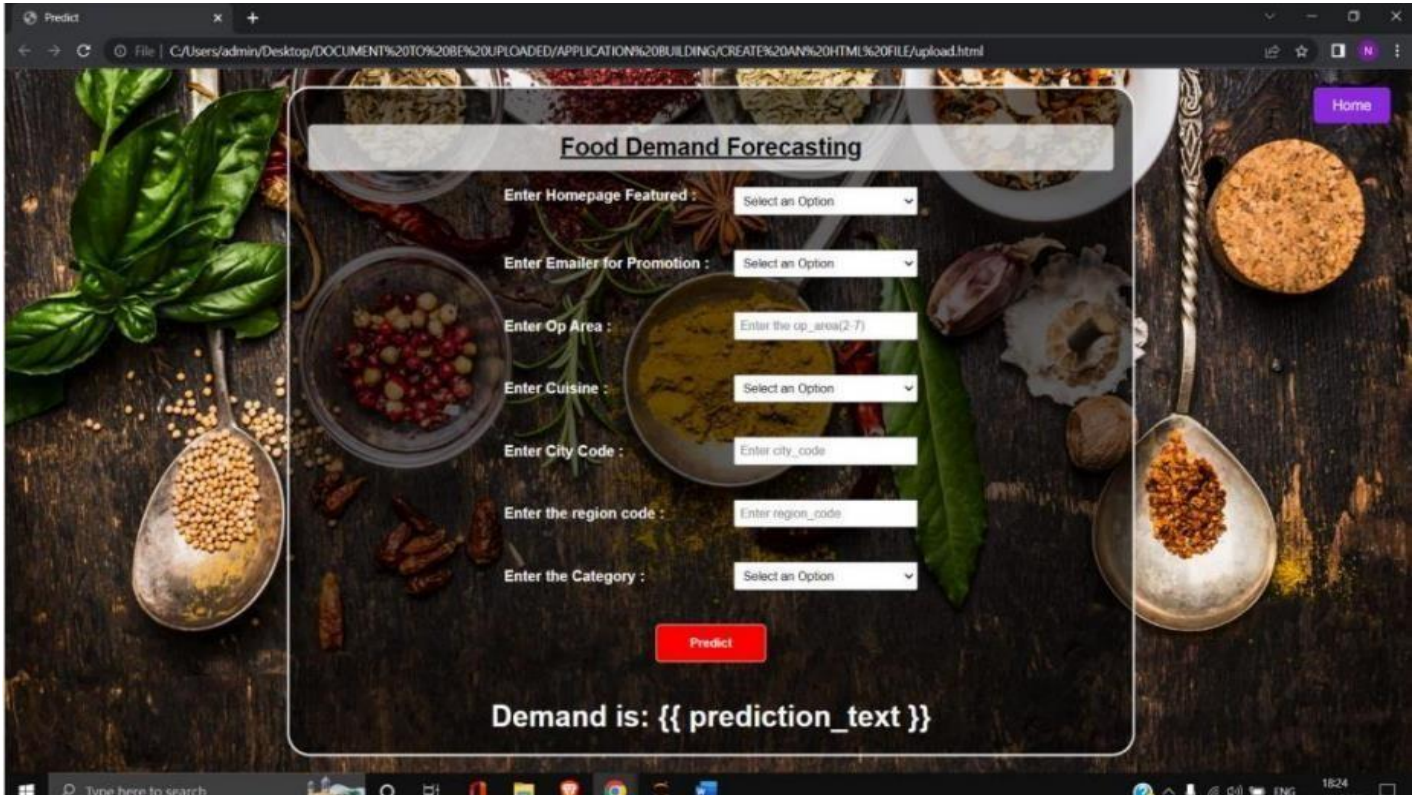 Predict
File | C:/Users/admin/Desktop/DOCUMENT%20TO%20BE%20UPLOADED/APPLICATION%20BUILDING/CREATE%20AN%20HTML%20FILE/upload.html
N
Home
Food Demand Forecasting
Enter Homepage Featured : Select an Option
Enter Emailer for Promotion : Select an Option
Enter Op Area : Enter the op_area(2-7)
Enter Cuisine : Select an Option
Enter City Code : Enter city_code
Enter the region code : Enter region_code
Enter the Category : Select an Option
Predict
Demand is: {{ prediction_text }}
Type here to search
ENG
18:24